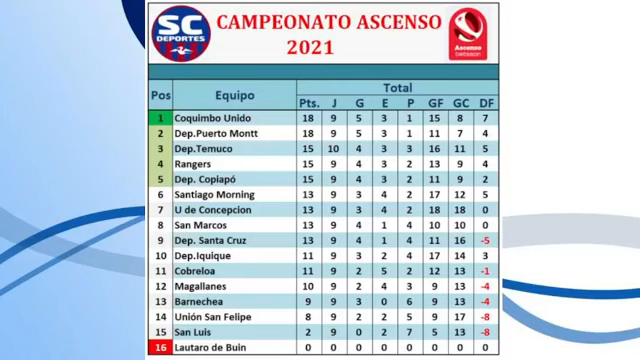 SC
DEPORTES
CAMPEONATO ASCENSO
2021
Ascenso
betsson
Total
Pos Equipo Pts. J G E P GF GC DF
1 Coquimbo Unido 18 9 5 3 1 15 8 7
2 Dep.Puerto Montt 18 9 5 3 1 11 7 4
3 Dep.Temuco 15 10 4 3 3 16 11 5
4 Rangers 15 9 4 3 2 13 9 4
5 Dep. Copiapó 15 9 4 3 2 11 9 2
6 Santiago Morning 13 9 3 4 2 17 12 5
7 U de Concepcion 13 9 3 4 2 18 18 0
8 San Marcos 13 9 4 1 4 10 10 0
9 Dep. Santa Cruz 13 9 4 1 4 11 16 -5
10 Dep.Iquique 11 9 3 2 4 17 14 3
11 Cobreloa 11 9 2 5 2 12 13 -1
12 Magallanes 10 9 2 4 3 9 13 -4
13 Barnechea 9 9 3 0 6 9 13 -4
14 Unión San Felipe 8 9 2 2 5 9 17 -8
15 San Luis 2 9 0 2 7 5 13 -8
16 Lautaro de Buin 0 0 0 0 0 0 0 0